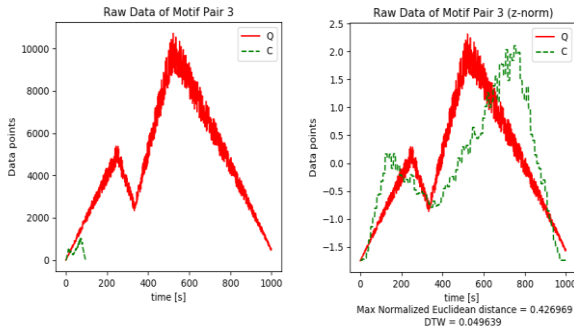 Raw Data of Motif Pair 3
Q
C
10000
8000
6000
4000
2000
0
Data points
0 200 400 600 800 1000
time [s]
Raw Data of Motif Pair 3 (z-norm)
Q
C
2.5
2.0
1.5
1.0
0.5
0.0
−0.5
−1.0
−1.5
Data points
0 200 400 600 800 1000
time [s]
Max Normalized Euclidean distance = 0.426969
DTW = 0.049639